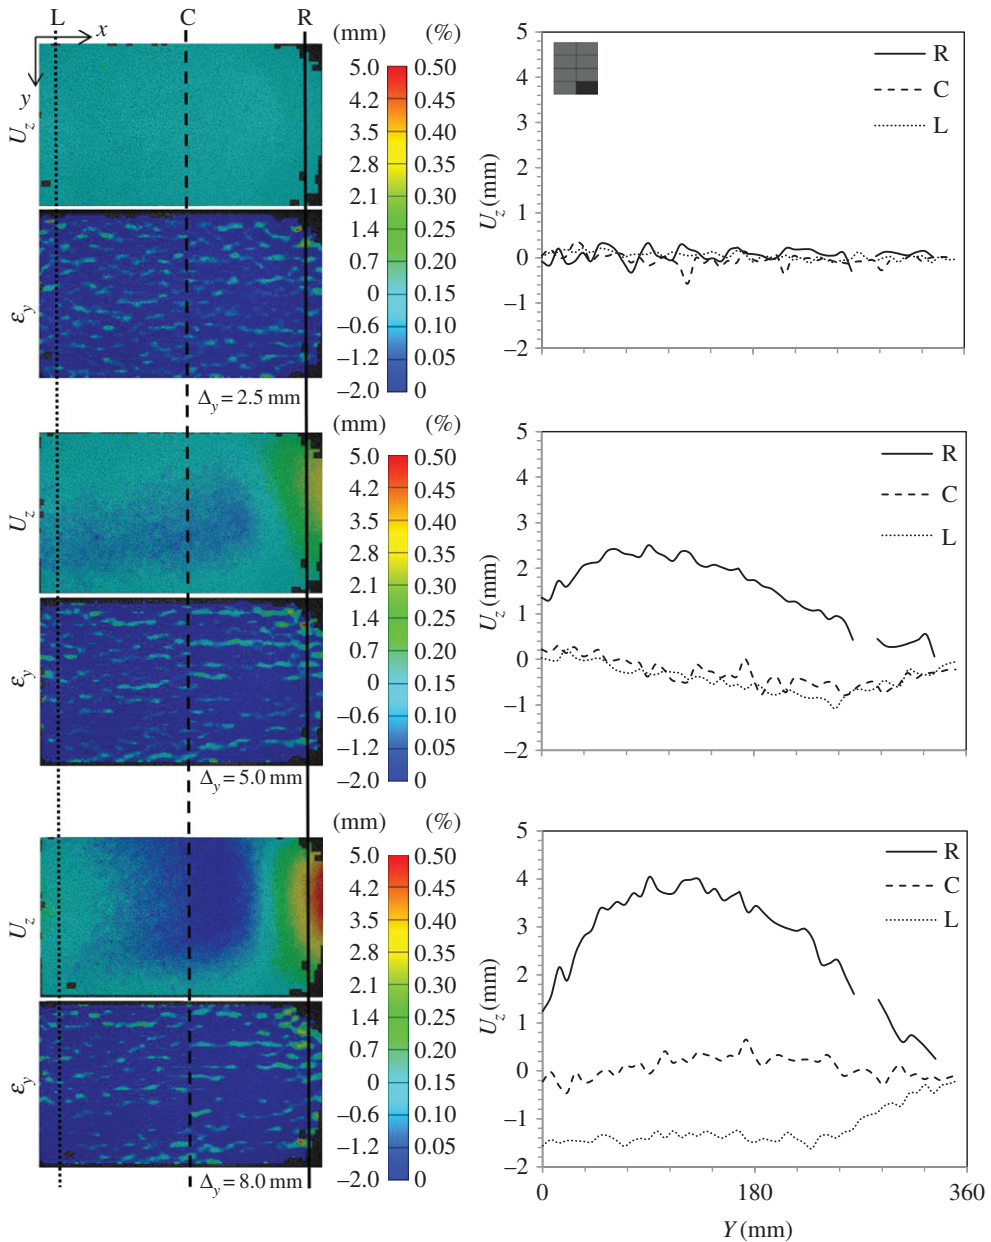 L C R
x
y
U_z
ε_y
(mm) (%)
5.0 0.50
4.2 0.45
3.5 0.40
2.8 0.35
2.1 0.30
1.4 0.25
0.7 0.20
0 0.15
–0.6 0.10
–1.2 0.05
–2.0 0
Δ_y = 2.5 mm
5
4
3
2
1
0
−1
−2
U_z (mm)
R
C
L
U_z
ε_y
(mm) (%)
5.0 0.50
4.2 0.45
3.5 0.40
2.8 0.35
2.1 0.30
1.4 0.25
0.7 0.20
0 0.15
–0.6 0.10
–1.2 0.05
–2.0 0
Δ_y = 5.0 mm
5
4
3
2
1
0
−1
−2
U_z (mm)
R
C
L
U_z
ε_y
(mm) (%)
5.0 0.50
4.2 0.45
3.5 0.40
2.8 0.35
2.1 0.30
1.4 0.25
0.7 0.20
0 0.15
–0.6 0.10
–1.2 0.05
–2.0 0
Δ_y = 8.0 mm
5
4
3
2
1
0
−1
−2
U_z (mm)
R
C
L
0 180 360
Y (mm)